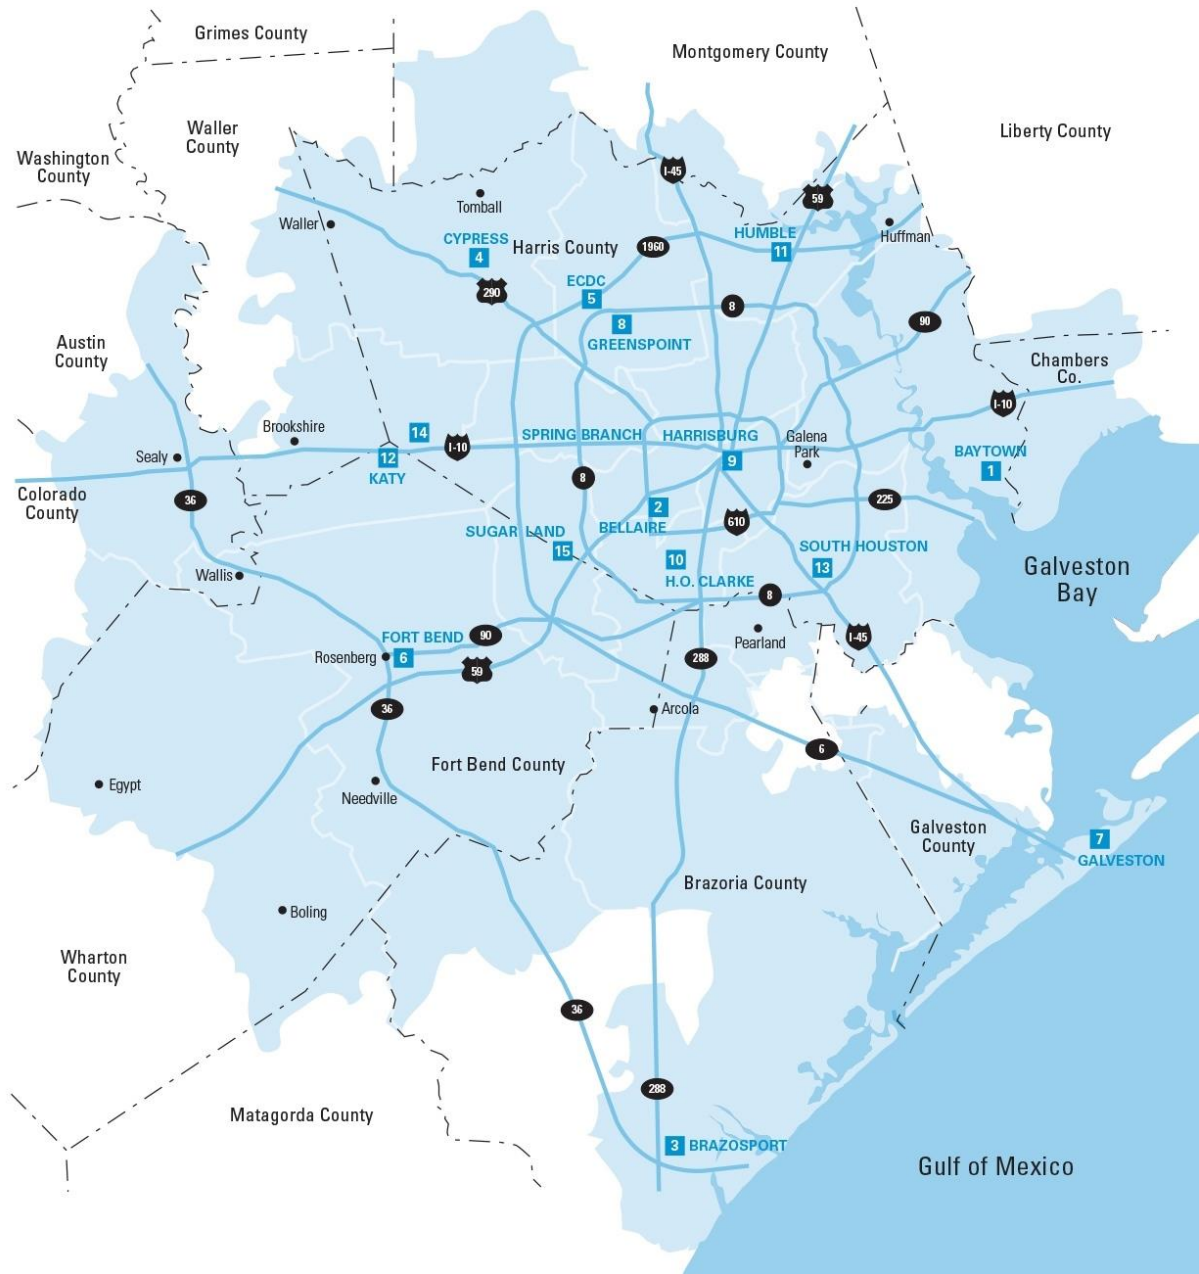 Grimes County
Montgomery County
Waller
County
Liberty County
Washington
County
I-45
59
Tomball
Waller
CYPRESS
4
Harris County
1960
HUMBLE
11
Huffman
ECDC
5
290
8
GREENSPOINT
8
90
Austin
County
Chambers
Co.
I-10
Brookshire
14
I-10
SPRING BRANCH
HARRISBURG
9
Galena
Park
Sealy
12
KATY
BAYTOWN
1
8
Colorado
County
36
2
BELLAIRE
610
225
SUGAR LAND
15
10
H.O. CLARKE
SOUTH HOUSTON
13
Galveston
Bay
Wallis
8
FORT BEND
6
90
Rosenberg
59
Pearland
I-45
288
36
Arcola
6
Fort Bend County
Egypt
Needville
Galveston
County
7
GALVESTON
Brazoria County
Boling
Wharton
County
36
288
Matagorda County
3 BRAZOSPORT
Gulf of Mexico